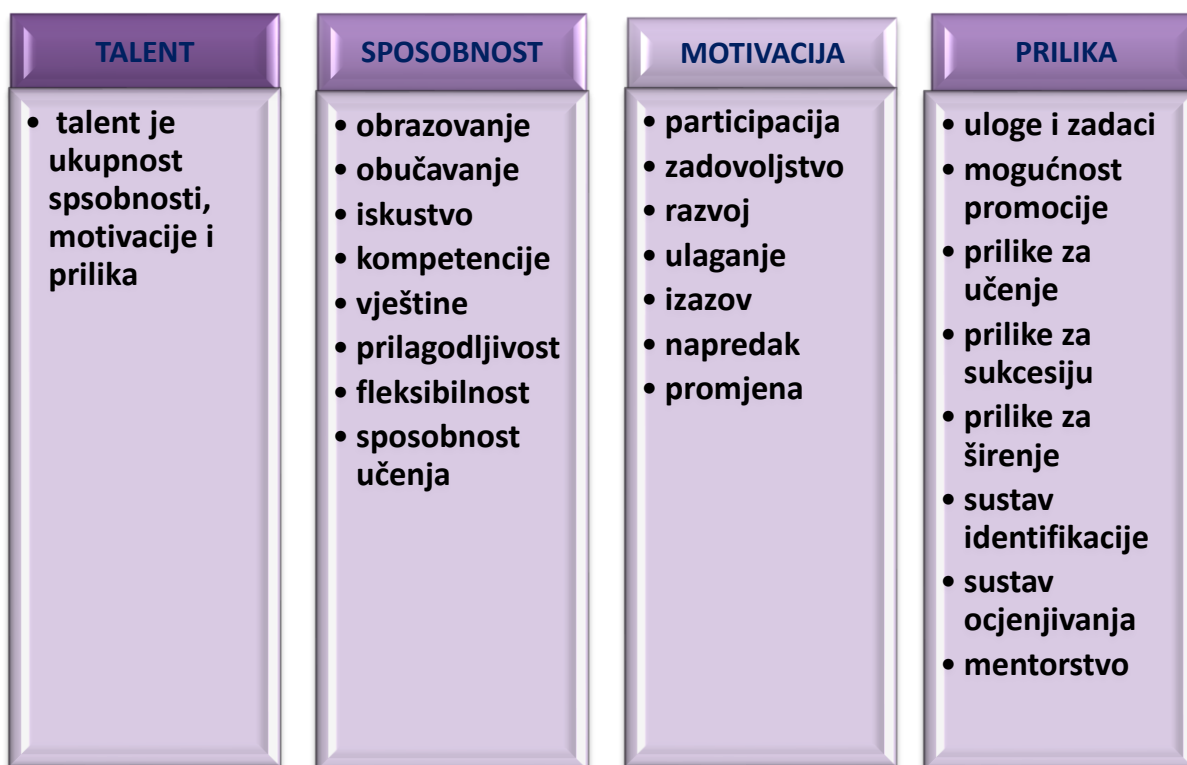 TALENT
• talent je
ukupnost
spsobnosti,
motivacije i
prilika
SPOSOBNOST
• obrazovanje
• obučavanje
• iskustvo
• kompetencije
• vještine
• prilagodljivost
• fleksibilnost
• sposobnost
učenja
MOTIVACIJA
• participacija
• zadovoljstvo
• razvoj
• ulaganje
• izazov
• napredak
• promjena
PRILIKA
• uloge i zadaci
• mogućnost
promocije
• prilike za
učenje
• prilike za
sukcesiju
• prilike za
širenje
• sustav
identifikacije
• sustav
ocjenjivanja
• mentorstvo